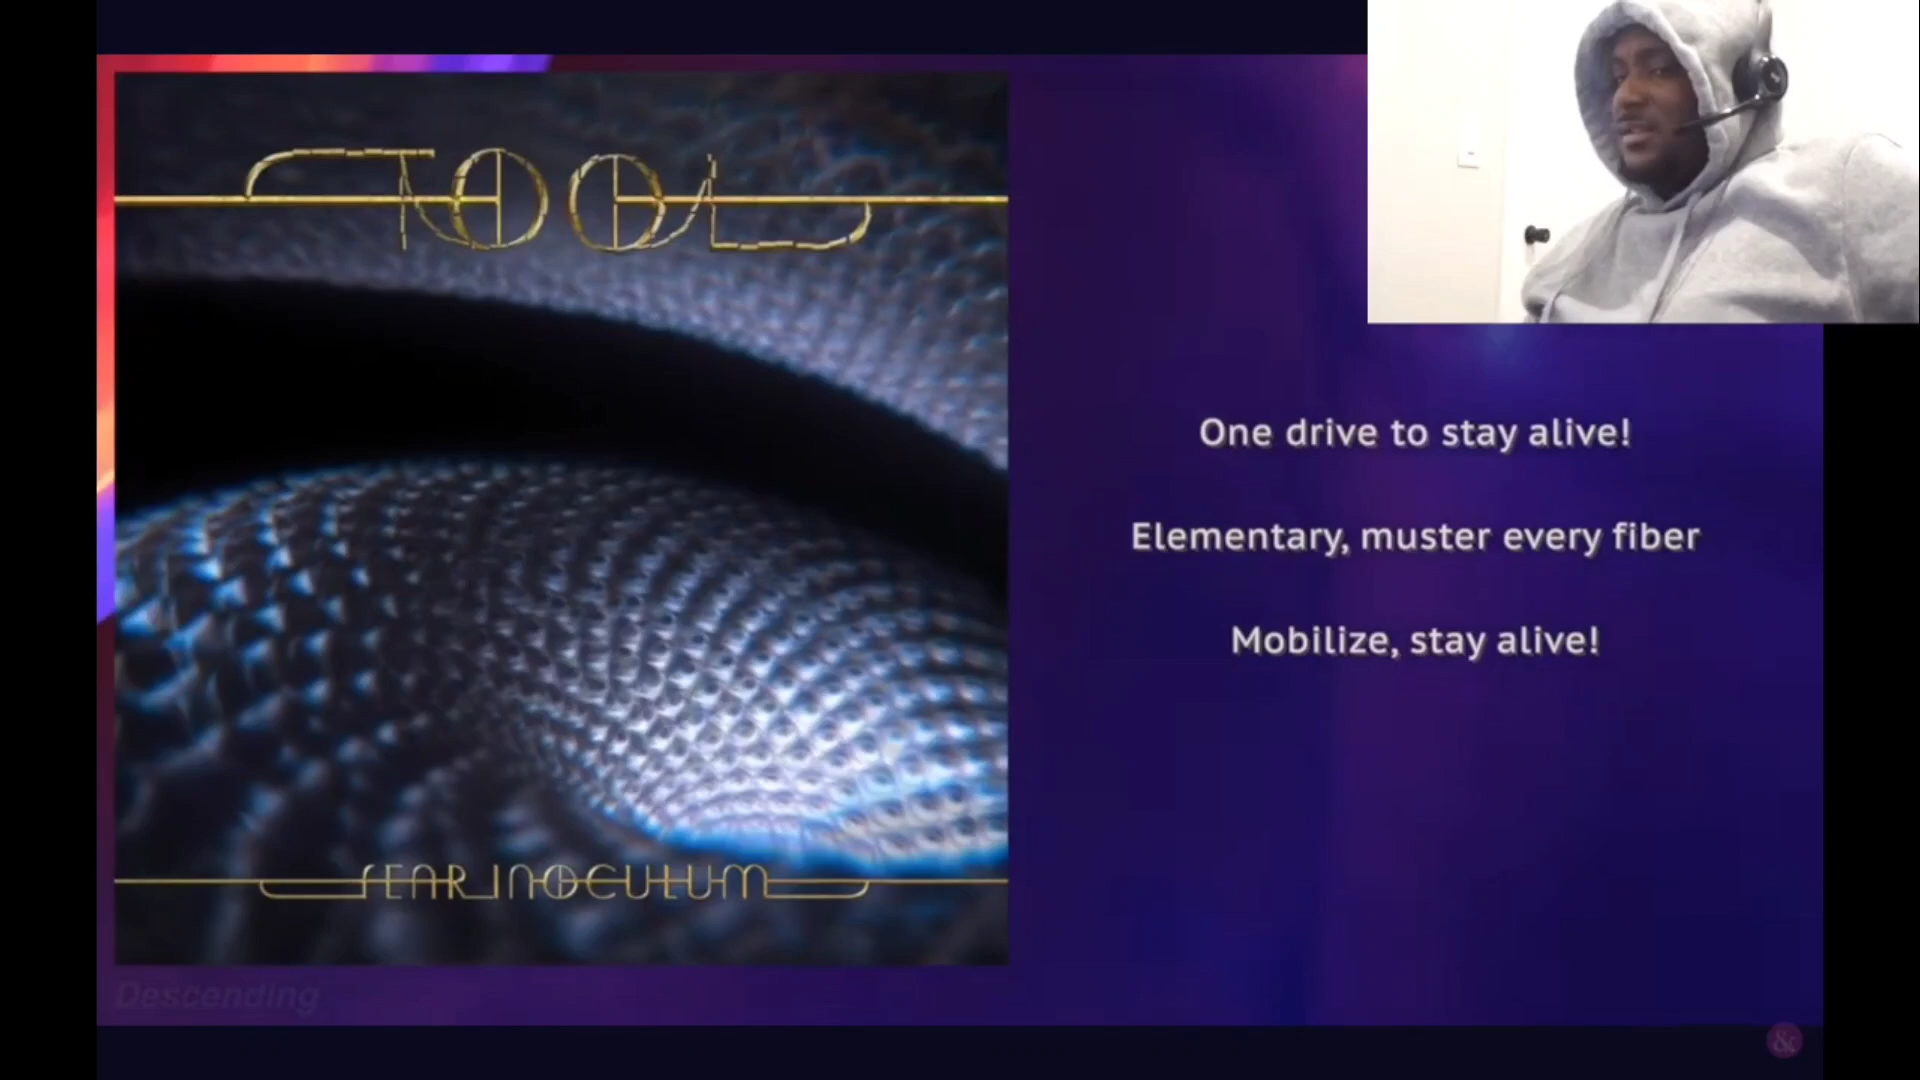 TOOL
One drive to stay alive!
Elementary, muster every fiber
Mobilize, stay alive!
FEAR INOCULUM
Descending
&